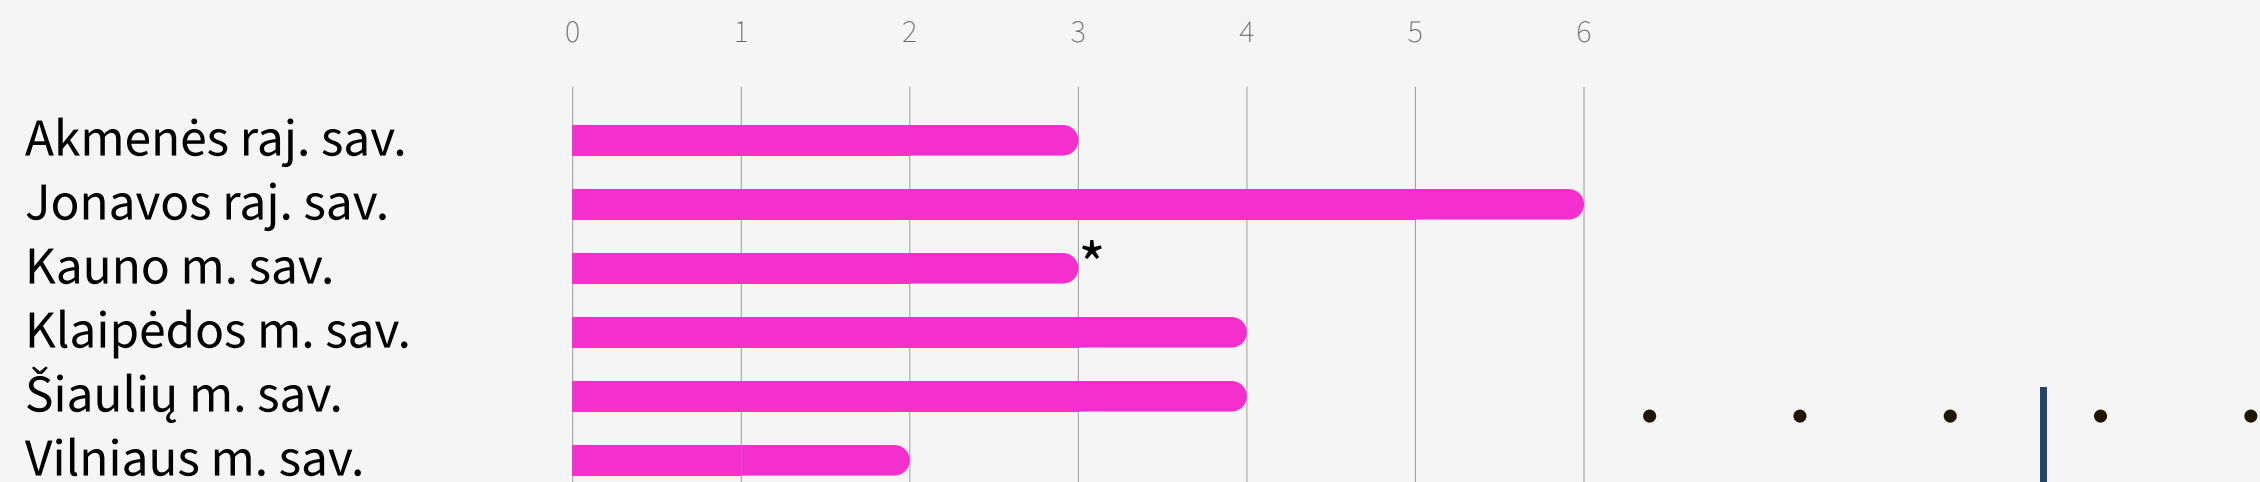 0 1 2 3 4 5 6
Akmenės raj. sav.
Jonavos raj. sav.
Kauno m. sav. *
Klaipėdos m. sav.
Šiaulių m. sav.
Vilniaus m. sav.